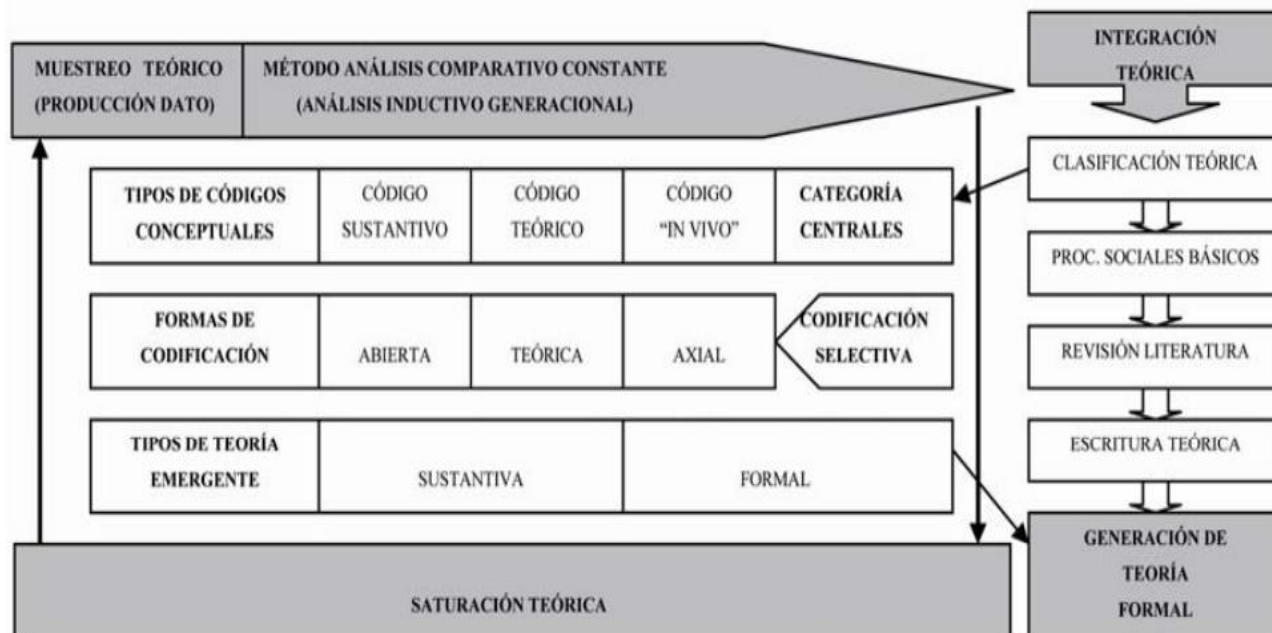 MUESTREO TEÓRICO
(PRODUCCIÓN DATO)
MÉTODO ANÁLISIS COMPARATIVO CONSTANTE
(ANÁLISIS INDUCTIVO GENERACIONAL)
TIPOS DE CÓDIGOS
CONCEPTUALES
CÓDIGO
SUSTANTIVO
CÓDIGO
TEÓRICO
CÓDIGO
“IN VIVO”
CATEGORÍA
CENTRALES
FORMAS DE
CODIFICACIÓN
ABIERTA
TEÓRICA
AXIAL
CODIFICACIÓN
SELECTIVA
TIPOS DE TEORÍA
EMERGENTE
SUSTANTIVA
FORMAL
SATURACIÓN TEÓRICA
INTEGRACIÓN
TEÓRICA
CLASIFICACIÓN TEÓRICA
PROC. SOCIALES BÁSICOS
REVISIÓN LITERATURA
ESCRITURA TEÓRICA
GENERACIÓN DE
TEORÍA
FORMAL